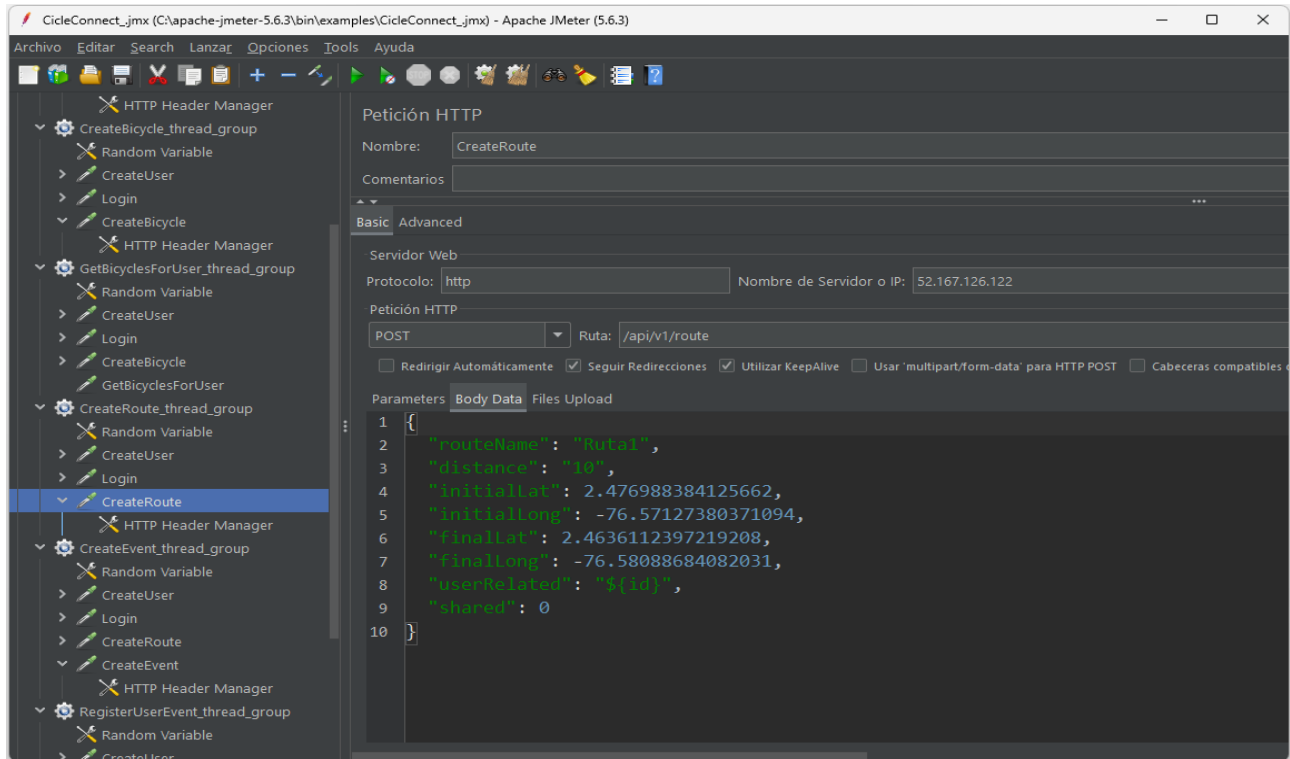 CicleConnect_.jmx (C:\apache-jmeter-5.6.3\bin\examples\CicleConnect_.jmx) - Apache JMeter (5.6.3)
Archivo Editar Search Lanzar Opciones Tools Ayuda
STOP
HTTP Header Manager
CreateBicycle_thread_group
Random Variable
CreateUser
Login
CreateBicycle
HTTP Header Manager
GetBicyclesForUser_thread_group
Random Variable
CreateUser
Login
CreateBicycle
GetBicyclesForUser
CreateRoute_thread_group
Random Variable
CreateUser
Login
CreateRoute
HTTP Header Manager
CreateEvent_thread_group
Random Variable
CreateUser
Login
CreateRoute
CreateEvent
HTTP Header Manager
RegisterUserEvent_thread_group
Random Variable
CreateUser
Petición HTTP
Nombre: CreateRoute
Comentarios
Basic Advanced
Servidor Web
Protocolo: http Nombre de Servidor o IP: 52.167.126.122
Petición HTTP
POST Ruta: /api/v1/route
Redirigir Automáticamente Seguir Redirecciones Utilizar KeepAlive Usar 'multipart/form-data' para HTTP POST Cabeceras compatibles
Parameters Body Data Files Upload
1 {
2 "routeName": "Ruta1",
3 "distance": "10",
4 "initialLat": 2.476988384125662,
5 "initialLong": -76.57127380371094,
6 "finalLat": 2.4636112397219208,
7 "finalLong": -76.58088684082031,
8 "userRelated": "${id}",
9 "shared": 0
10 }